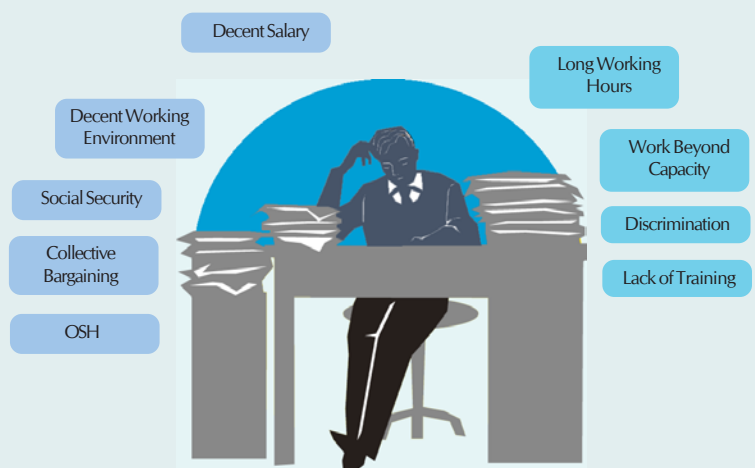 Decent Salary
Decent Working
Environment
Social Security
Collective
Bargaining
OSH
Long Working
Hours
Work Beyond
Capacity
Discrimination
Lack of Training